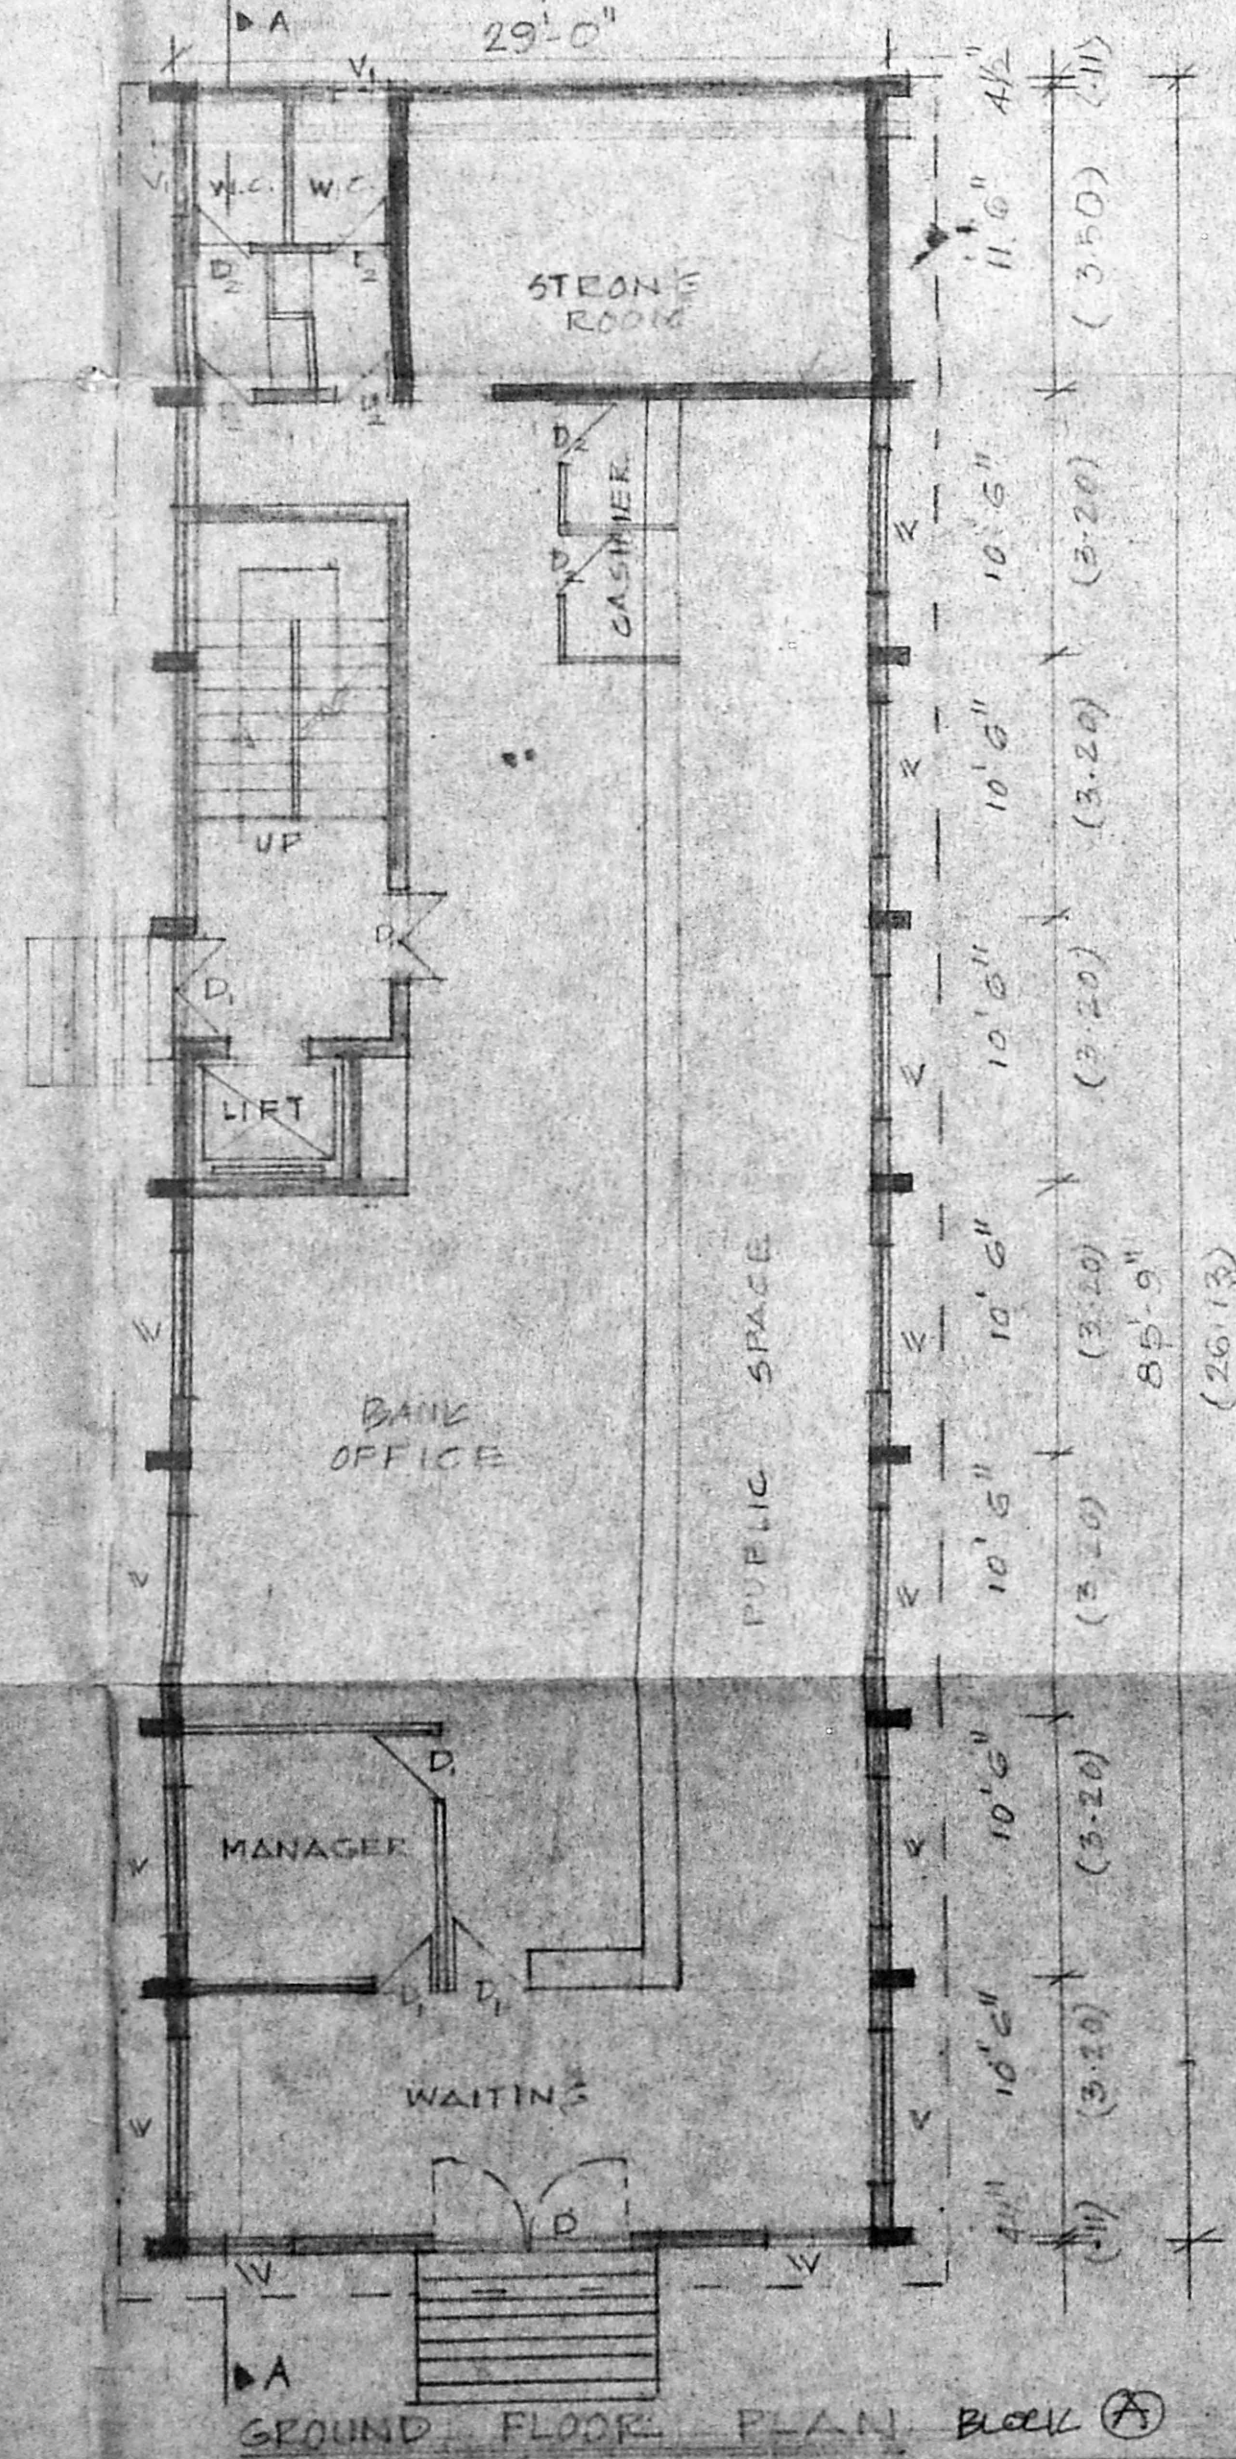 A
29'-0"
V₁
4½"
(.11)
V₁
W.C.
W.C.
11'6"
(3.50)
D₂
STRONG
ROOM
D₂
D₂
10'6"
(3.20)
W
CASHIER
D₂
10'6"
(3.20)
W
UP
D₁
D₁
10'6"
(3.20)
W
LIFT
10'6"
(3.20)
W
W
85'-9"
(26.13)
PUBLIC SPACE
BANK
OFFICE
10'6"
(3.20)
W
D₁
MANAGER
10'6"
(3.20)
W
W
D₁
D₁
10'6"
(3.20)
WAITING
W
D
(.11)
W
W
A
GROUND FLOOR PLAN BLOCK A